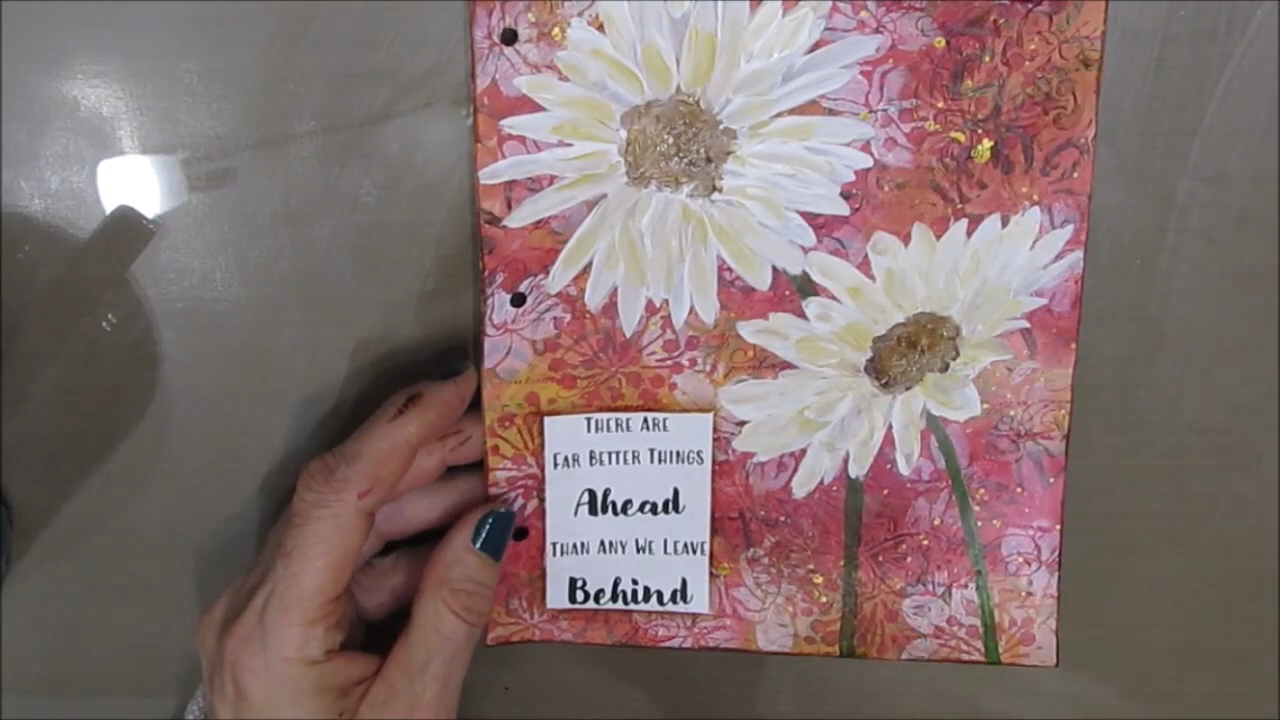 There Are
Far Better Things
Ahead
Than Any We Leave
Behind